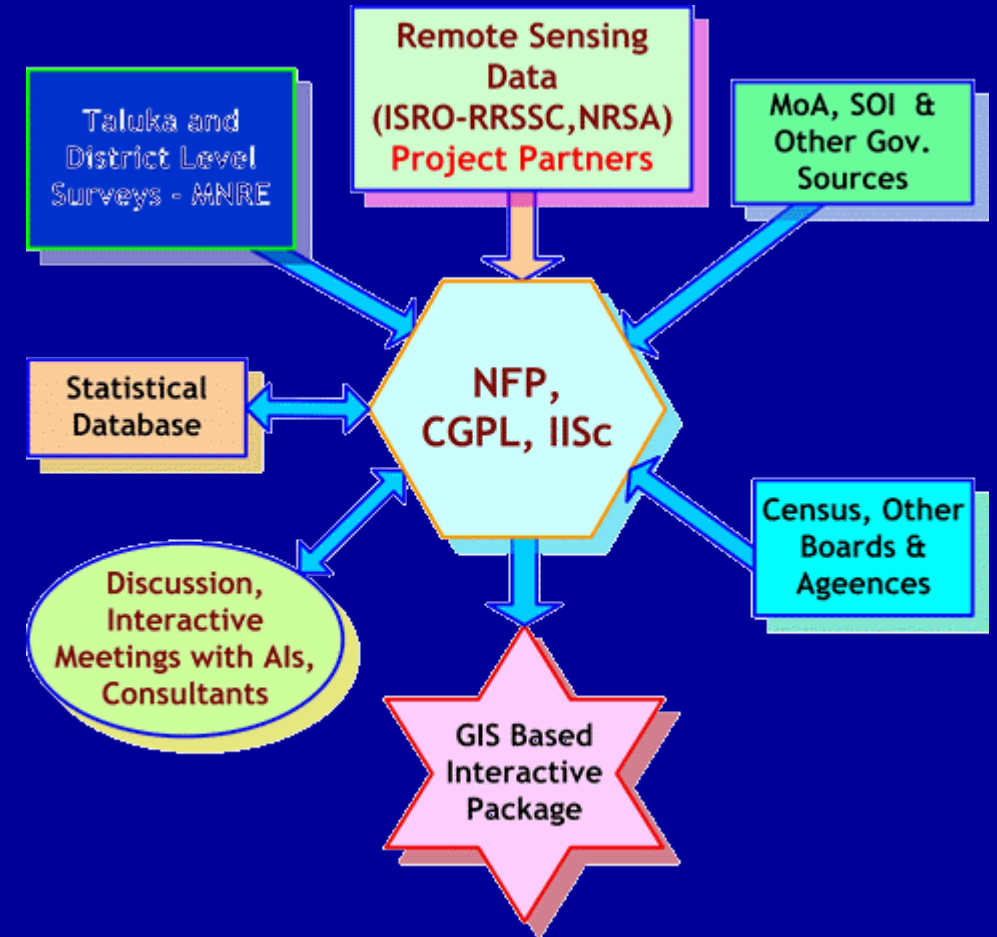 Remote Sensing
Data
(ISRO-RRSSC,NRSA)
Project Partners
Taluka and
District Level
Surveys - MNRE
MoA, SOI &
Other Gov.
Sources
NFP,
CGPL, IISc
Statistical
Database
Census, Other
Boards &
Ageences
Discussion,
Interactive
Meetings with AIs,
Consultants
GIS Based
Interactive
Package